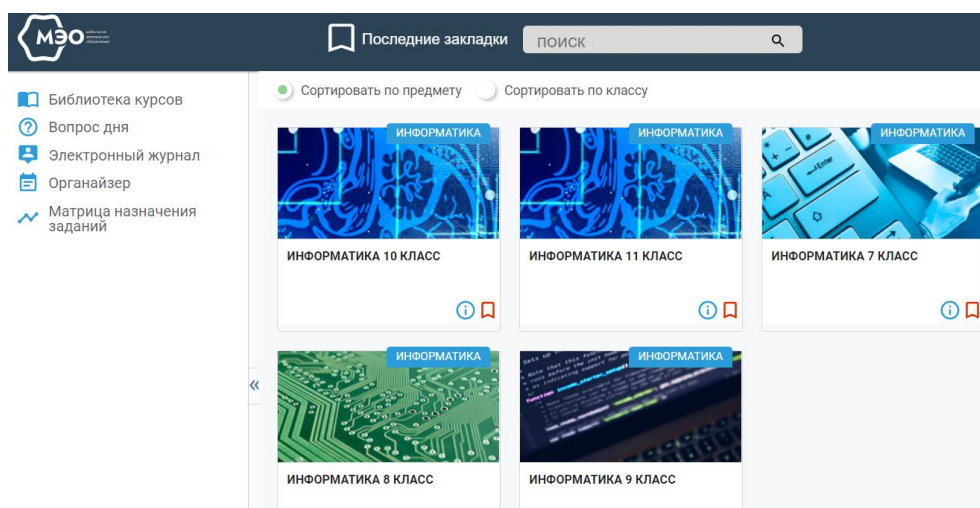 МЭО
Последние закладки
поиск
Библиотека курсов
Вопрос дня
Электронный журнал
Органайзер
Матрица назначения
заданий
Сортировать по предмету Сортировать по классу
ИНФОРМАТИКА
ИНФОРМАТИКА 10 КЛАСС
ИНФОРМАТИКА
ИНФОРМАТИКА 11 КЛАСС
ИНФОРМАТИКА
Enter
ИНФОРМАТИКА 7 КЛАСС
ИНФОРМАТИКА
ИНФОРМАТИКА 8 КЛАСС
ИНФОРМАТИКА
ИНФОРМАТИКА 9 КЛАСС